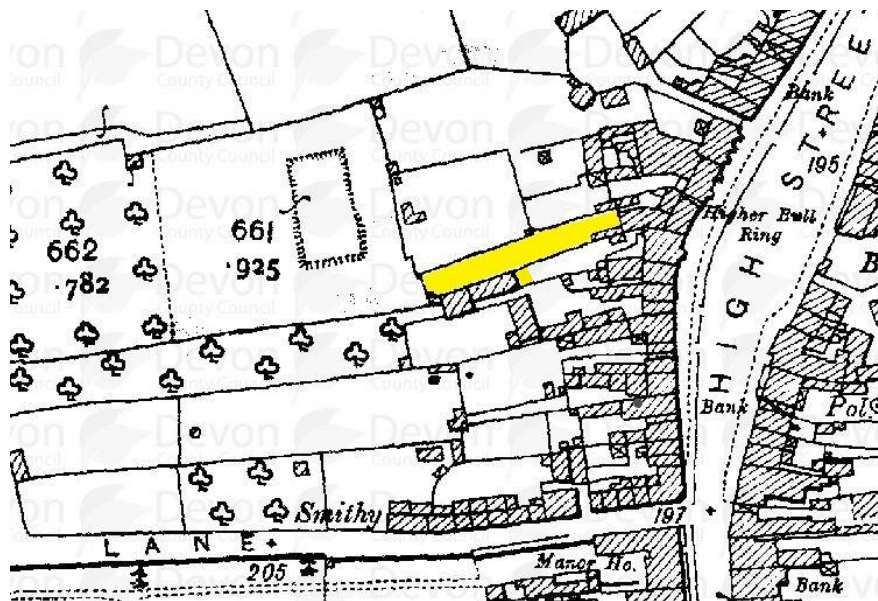 Devon
County Council
Bank
HIGH STREE
195
Higher Bull
Ring
661
.925
662
.782
B
Bank
Pol
Smithy
197
LANE
205
Manor Ho.
Bank